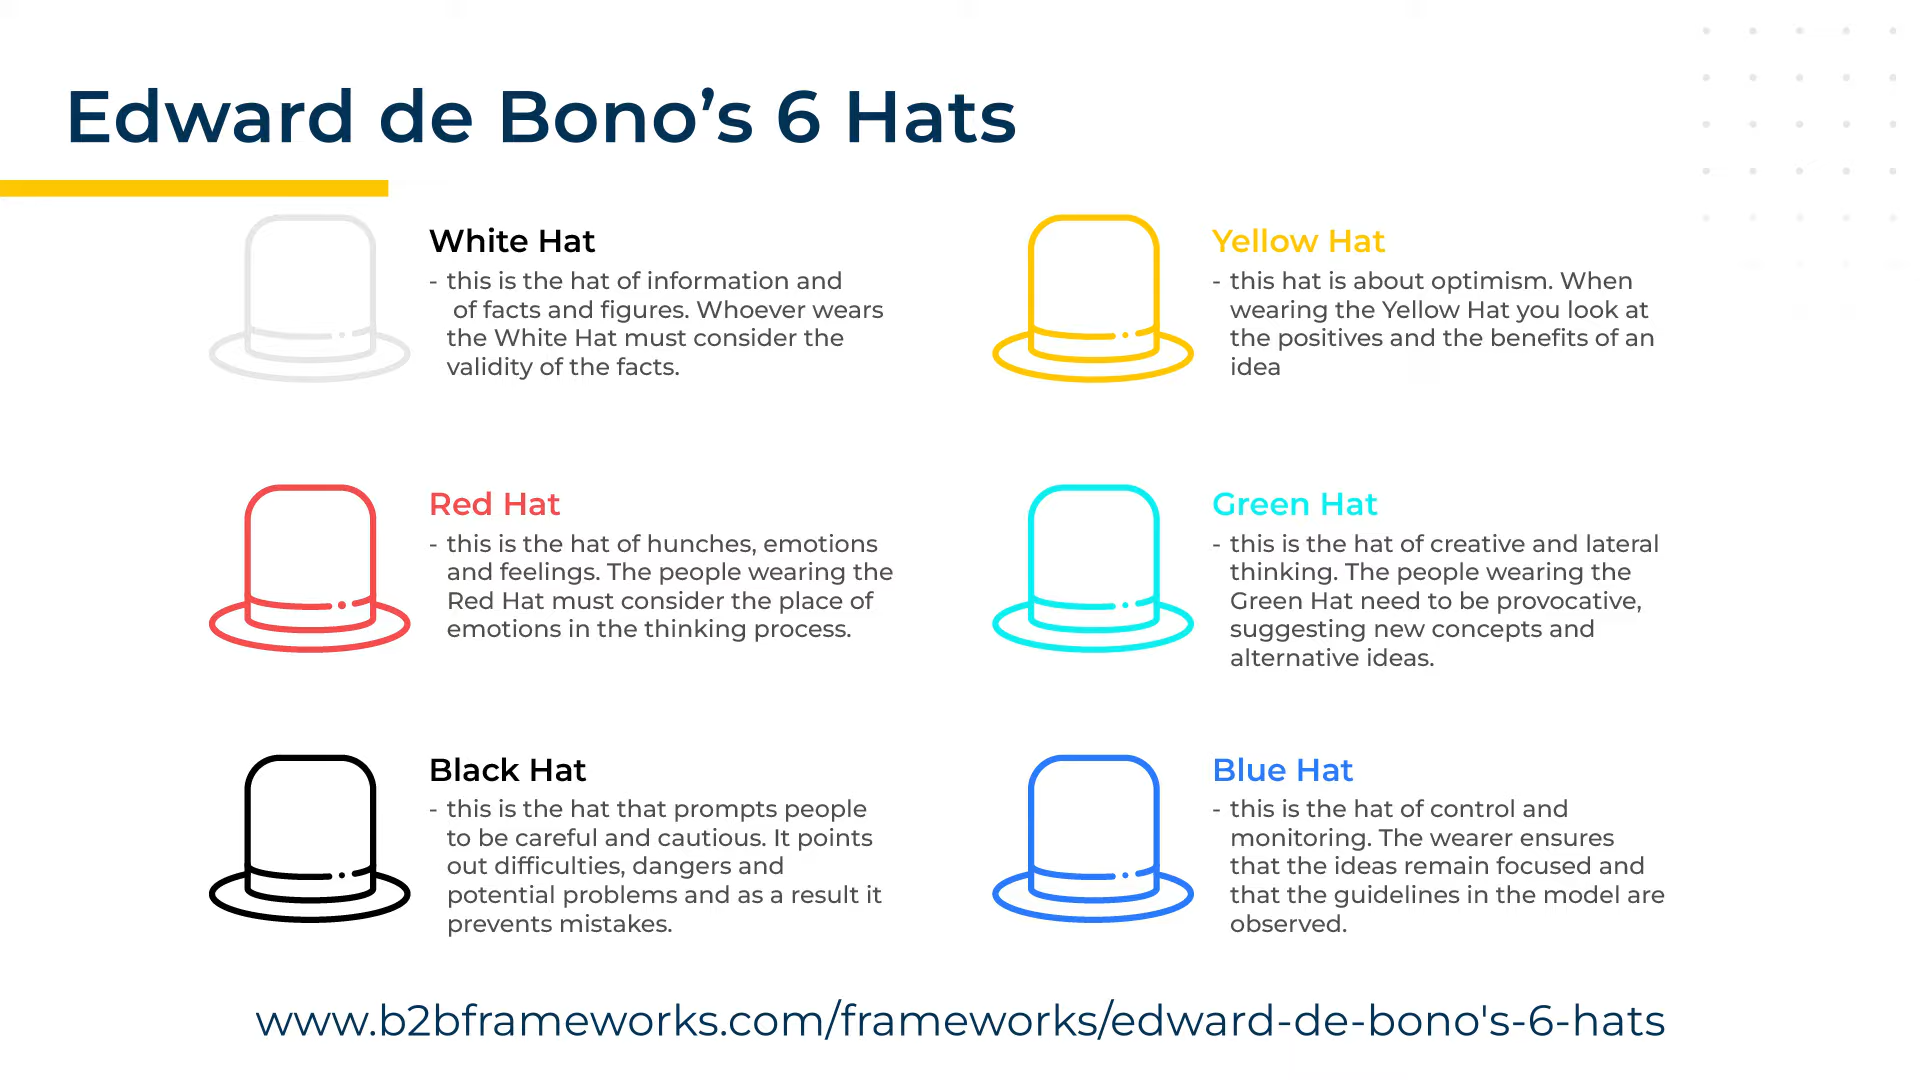 Edward de Bono’s 6 Hats
White Hat
- this is the hat of information and
of facts and figures. Whoever wears
the White Hat must consider the
validity of the facts.
Yellow Hat
- this hat is about optimism. When
wearing the Yellow Hat you look at
the positives and the benefits of an
idea
Red Hat
- this is the hat of hunches, emotions
and feelings. The people wearing the
Red Hat must consider the place of
emotions in the thinking process.
Green Hat
- this is the hat of creative and lateral
thinking. The people wearing the
Green Hat need to be provocative,
suggesting new concepts and
alternative ideas.
Black Hat
- this is the hat that prompts people
to be careful and cautious. It points
out difficulties, dangers and
potential problems and as a result it
prevents mistakes.
Blue Hat
- this is the hat of control and
monitoring. The wearer ensures
that the ideas remain focused and
that the guidelines in the model are
observed.
www.b2bframeworks.com/frameworks/edward-de-bono's-6-hats